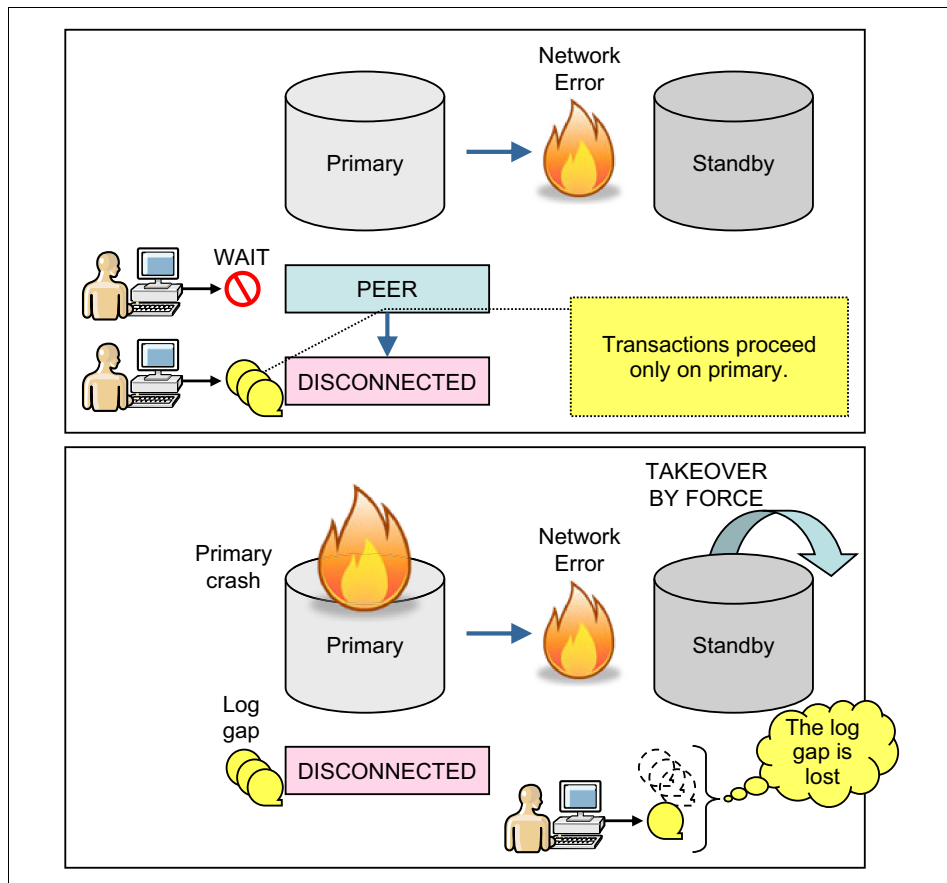 Network
Error
Primary
Standby
WAIT
PEER
Transactions proceed
only on primary.
DISCONNECTED
TAKEOVER
BY FORCE
Primary
crash
Network
Error
Primary
Standby
Log
gap
The log
gap is
lost
DISCONNECTED